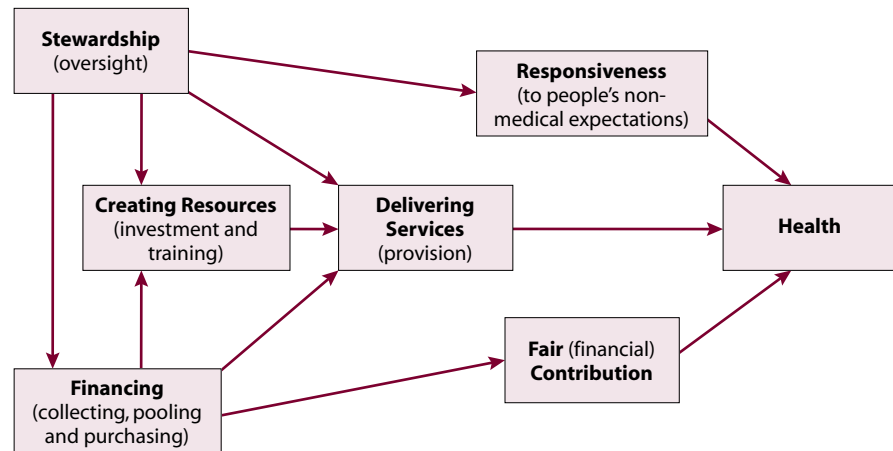 Stewardship
(oversight)
Responsiveness
(to people's non-
medical expectations)
Creating Resources
(investment and
training)
Delivering
Services
(provision)
Health
Fair (financial)
Contribution
Financing
(collecting, pooling
and purchasing)